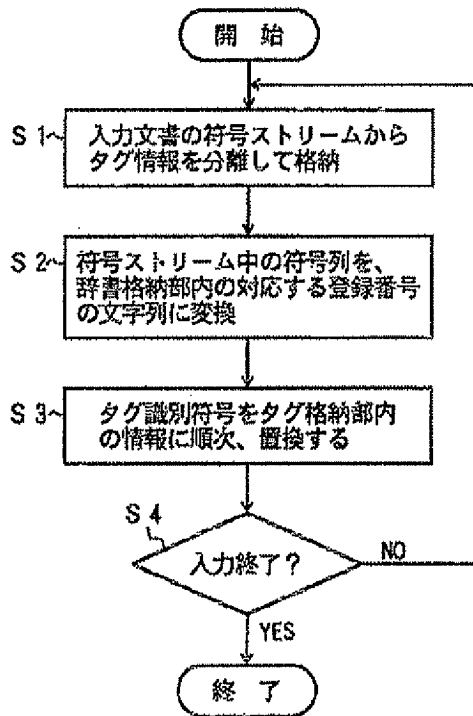 開 始
S 1
入力文書の符号ストリームから
タグ情報を分離して格納
S 2
符号ストリーム中の符号列を、
辞書格納部内の対応する登録番号
の文字列に変換
S 3
タグ識別符号をタグ格納部内
の情報に順次、置換する
S 4
入力終了？
NO
YES
終 了